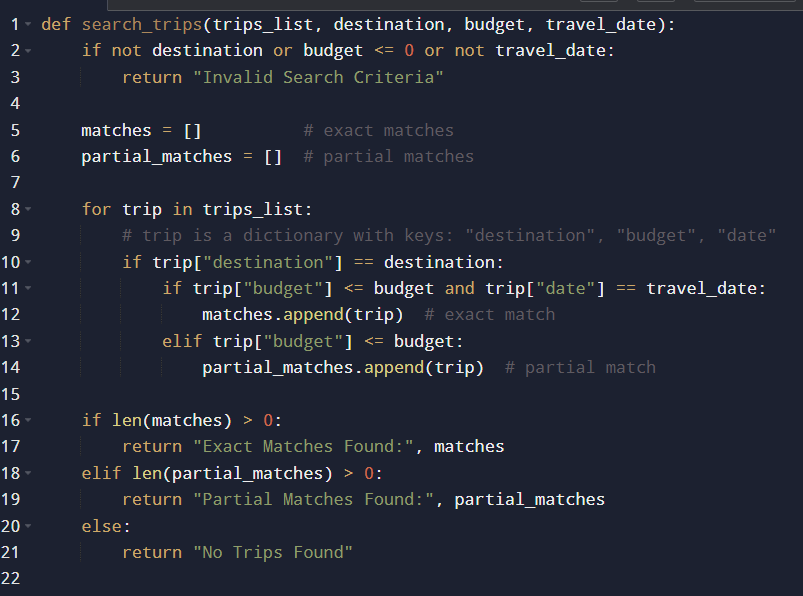 1 def search_trips(trips_list, destination, budget, travel_date):
2     if not destination or budget <= 0 or not travel_date:
3         return "Invalid Search Criteria"
4
5     matches = []          # exact matches
6     partial_matches = []  # partial matches
7
8     for trip in trips_list:
9         # trip is a dictionary with keys: "destination", "budget", "date"
10         if trip["destination"] == destination:
11             if trip["budget"] <= budget and trip["date"] == travel_date:
12                 matches.append(trip)  # exact match
13             elif trip["budget"] <= budget:
14                 partial_matches.append(trip)  # partial match
15
16     if len(matches) > 0:
17         return "Exact Matches Found:", matches
18     elif len(partial_matches) > 0:
19         return "Partial Matches Found:", partial_matches
20     else:
21         return "No Trips Found"
22